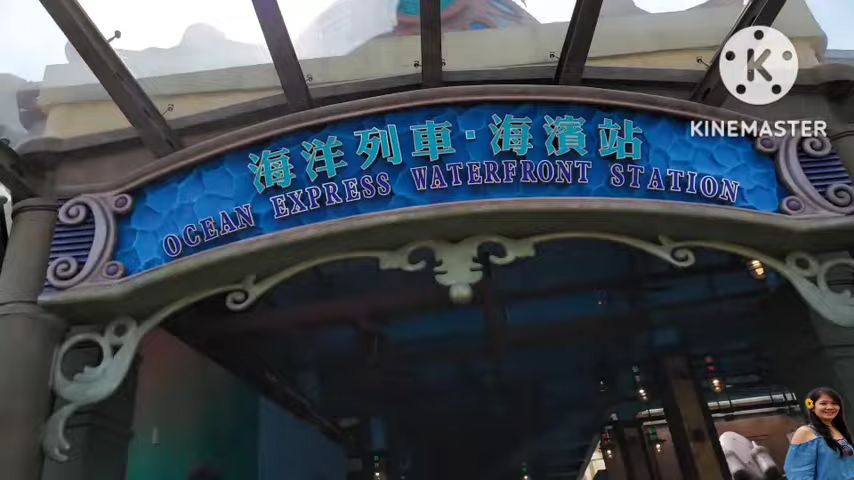 海洋列車·海濱站
OCEAN EXPRESS WATERFRONT STATION
K
KINEMASTER